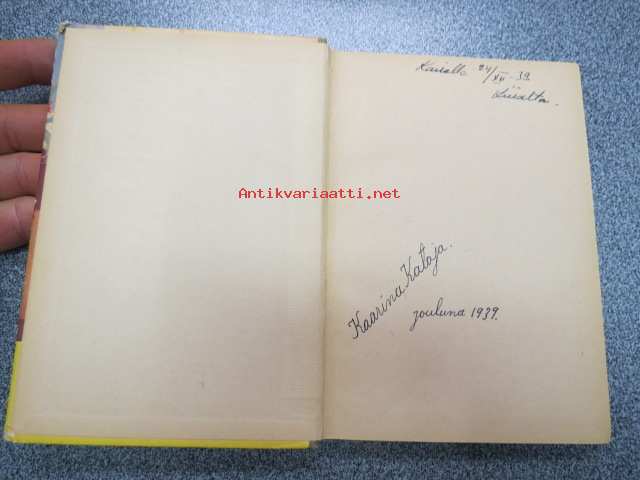 Kaisalle 24/XII-39
Liisalta.
Antikvariaatti.net
Kaarina Kataja.
Jouluna 1939.